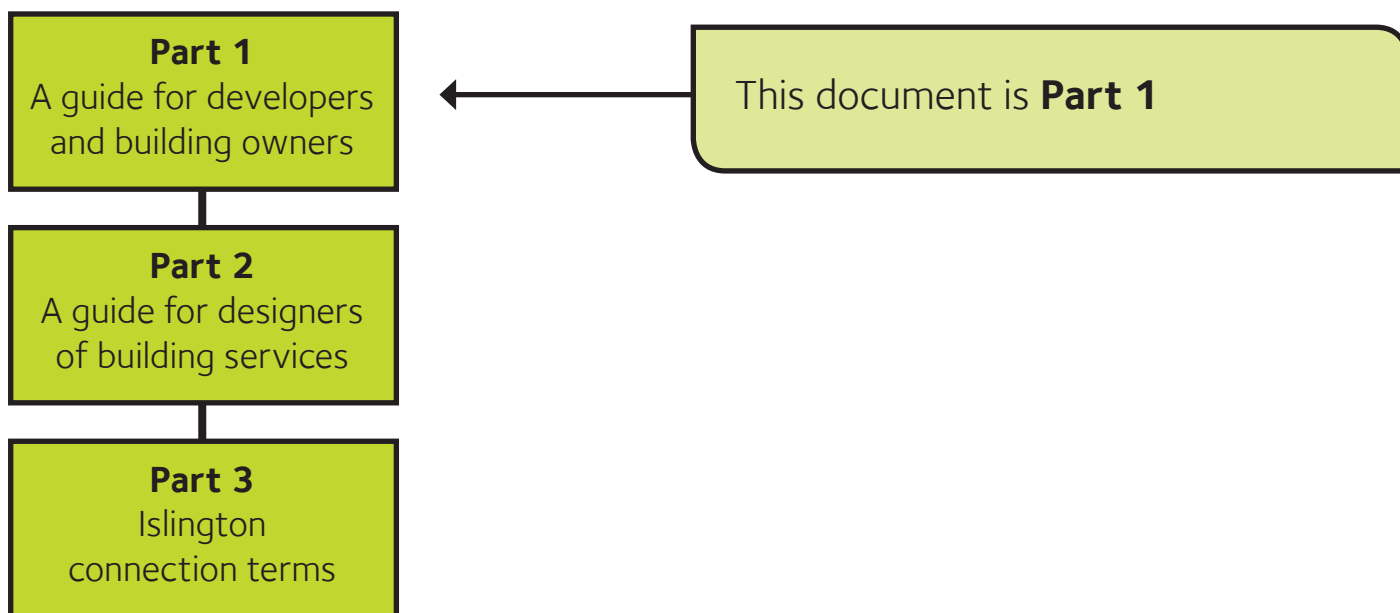 Part 1
A guide for developers
and building owners
This document is Part 1
Part 2
A guide for designers
of building services
Part 3
Islington
connection terms